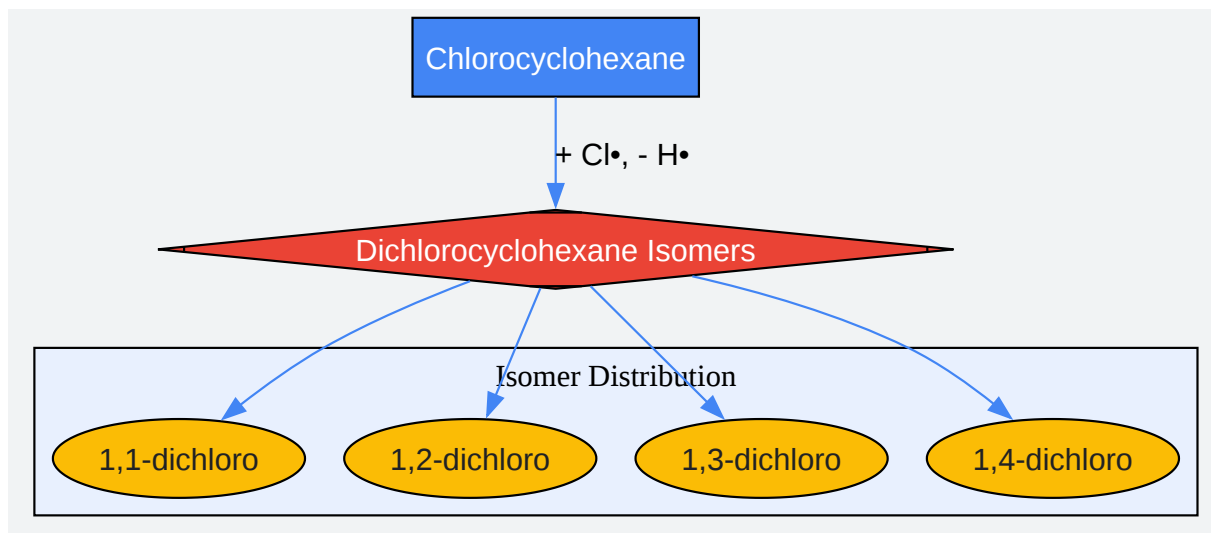 Chlorocyclohexane
+ Cl•, - H•
Dichlorocyclohexane Isomers
Isomer Distribution
1,1-dichloro
1,2-dichloro
1,3-dichloro
1,4-dichloro